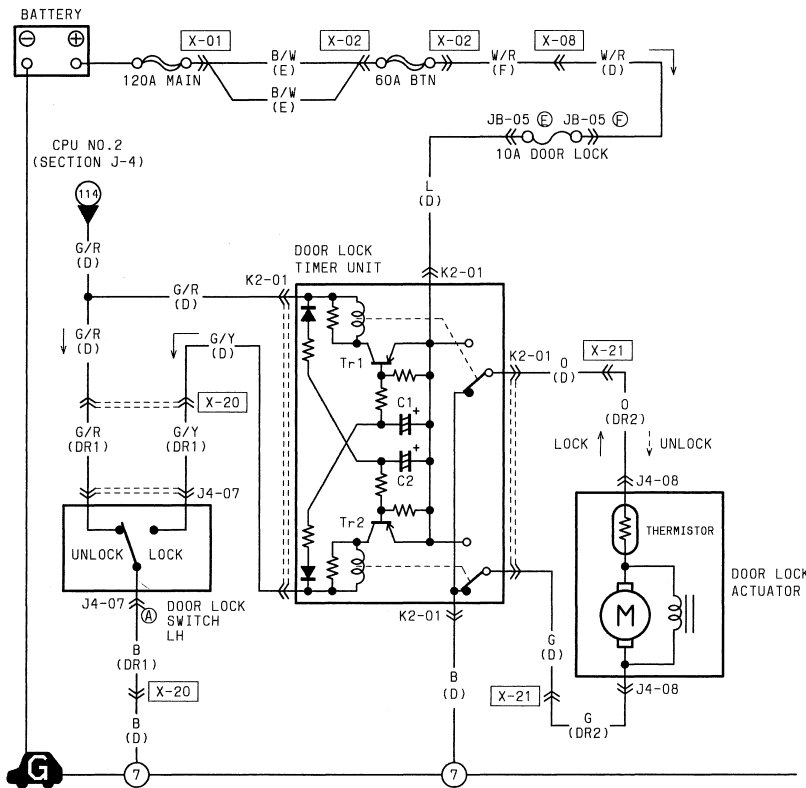 BATTERY
X-01
X-02
X-02
X-08
B/W
(E)
W/R
(F)
W/R
(D)
120A MAIN
B/W
(E)
60A BTN
JB-05 E
JB-05 F
10A DOOR LOCK
CPU NO.2
(SECTION J-4)
114
L
(D)
G/R
(D)
DOOR LOCK
TIMER UNIT
K2-01
K2-01
G/R
(D)
G/R
(D)
G/Y
(D)
Tr1
K2-01
X-21
O
(D)
X-20
C1
+
O
(DR2)
G/R
(DR1)
G/Y
(DR1)
LOCK
UNLOCK
+
C2
J4-07
J4-08
Tr2
THERMISTOR
UNLOCK
LOCK
DOOR LOCK
ACTUATOR
M
J4-07
A
DOOR LOCK
SWITCH
LH
K2-01
B
(DR1)
G
(D)
B
(D)
X-20
X-21
J4-08
G
(DR2)
B
(D)
G
7
7